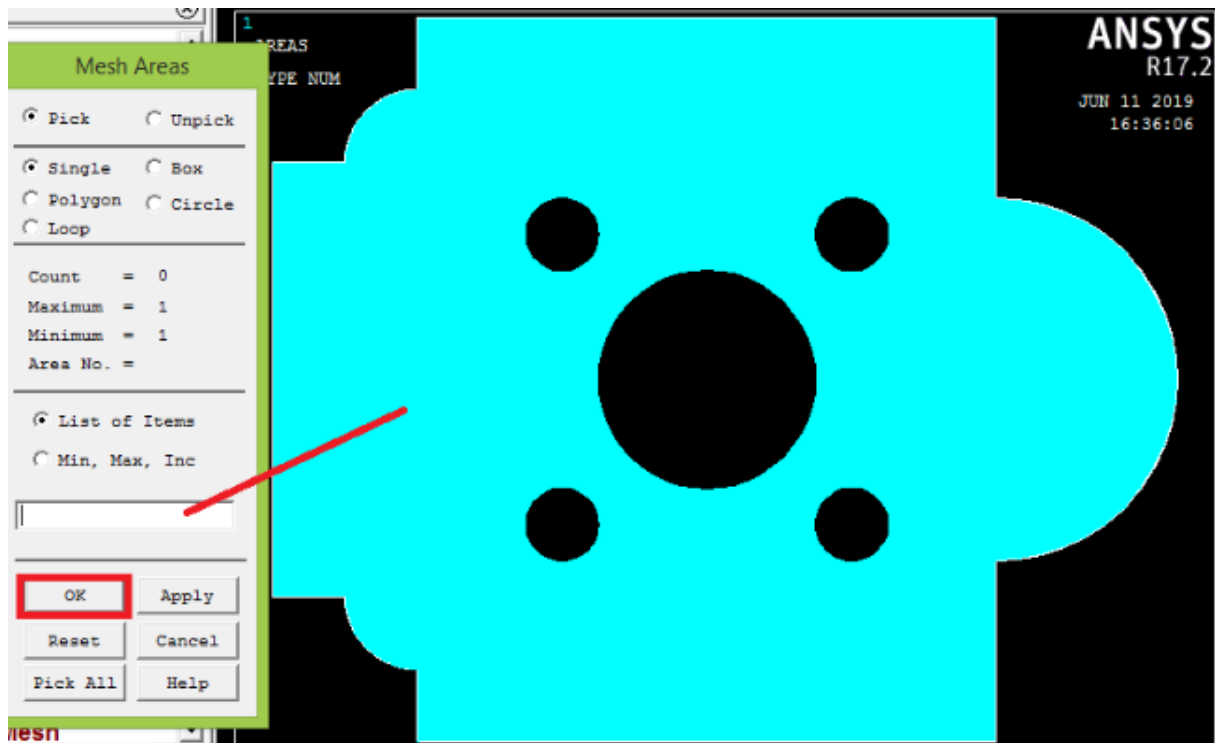 1
AREAS
TYPE NUM
ANSYS
R17.2
JUN 11 2019
16:36:06
Mesh Areas
Pick Unpick
Single Box
Polygon Circle
Loop
Count = 0
Maximum = 1
Minimum = 1
Area No. =
List of Items
Min, Max, Inc
OK Apply
Reset Cancel
Pick All Help
Mesh